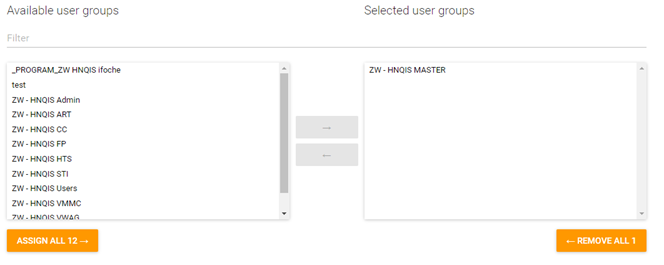 Available user groups
Selected user groups
Filter
_PROGRAM_ZW HNQIS ifoche
test
ZW - HNQIS Admin
ZW - HNQIS ART
ZW - HNQIS CC
ZW - HNQIS FP
ZW - HNQIS HTS
ZW - HNQIS STI
ZW - HNQIS Users
ZW - HNQIS VMMC
ZW - HNQIS VWAG
ZW - HNQIS MASTER
→
←
ASSIGN ALL 12 →
← REMOVE ALL 1